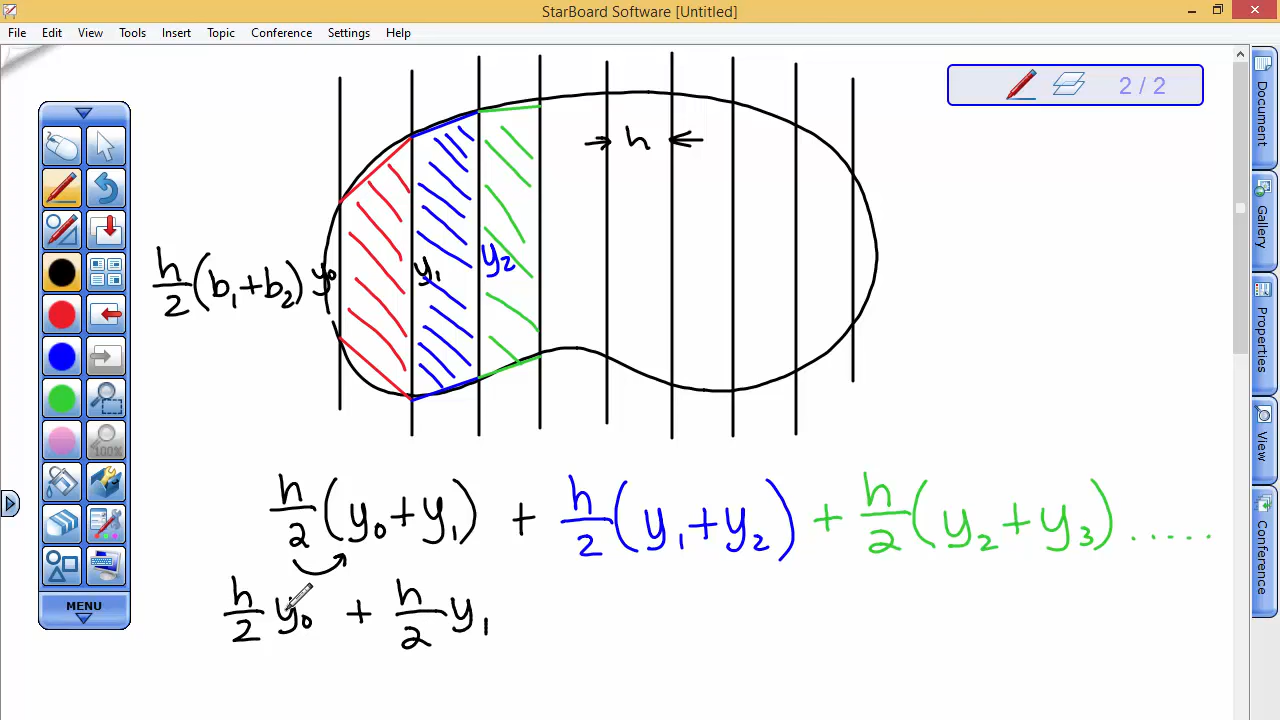 StarBoard Software [Untitled]
File Edit View Tools Insert Topic Conference Settings Help
2 / 2
Document
Gallery
Properties
View
Conference
100%
MENU
h
h/2 (b₁+b₂) y₀ y₁ y₂
h/2 (y₀+y₁) + h/2 (y₁+y₂) + h/2 (y₂+y₃) .....
h/2 y₀ + h/2 y₁